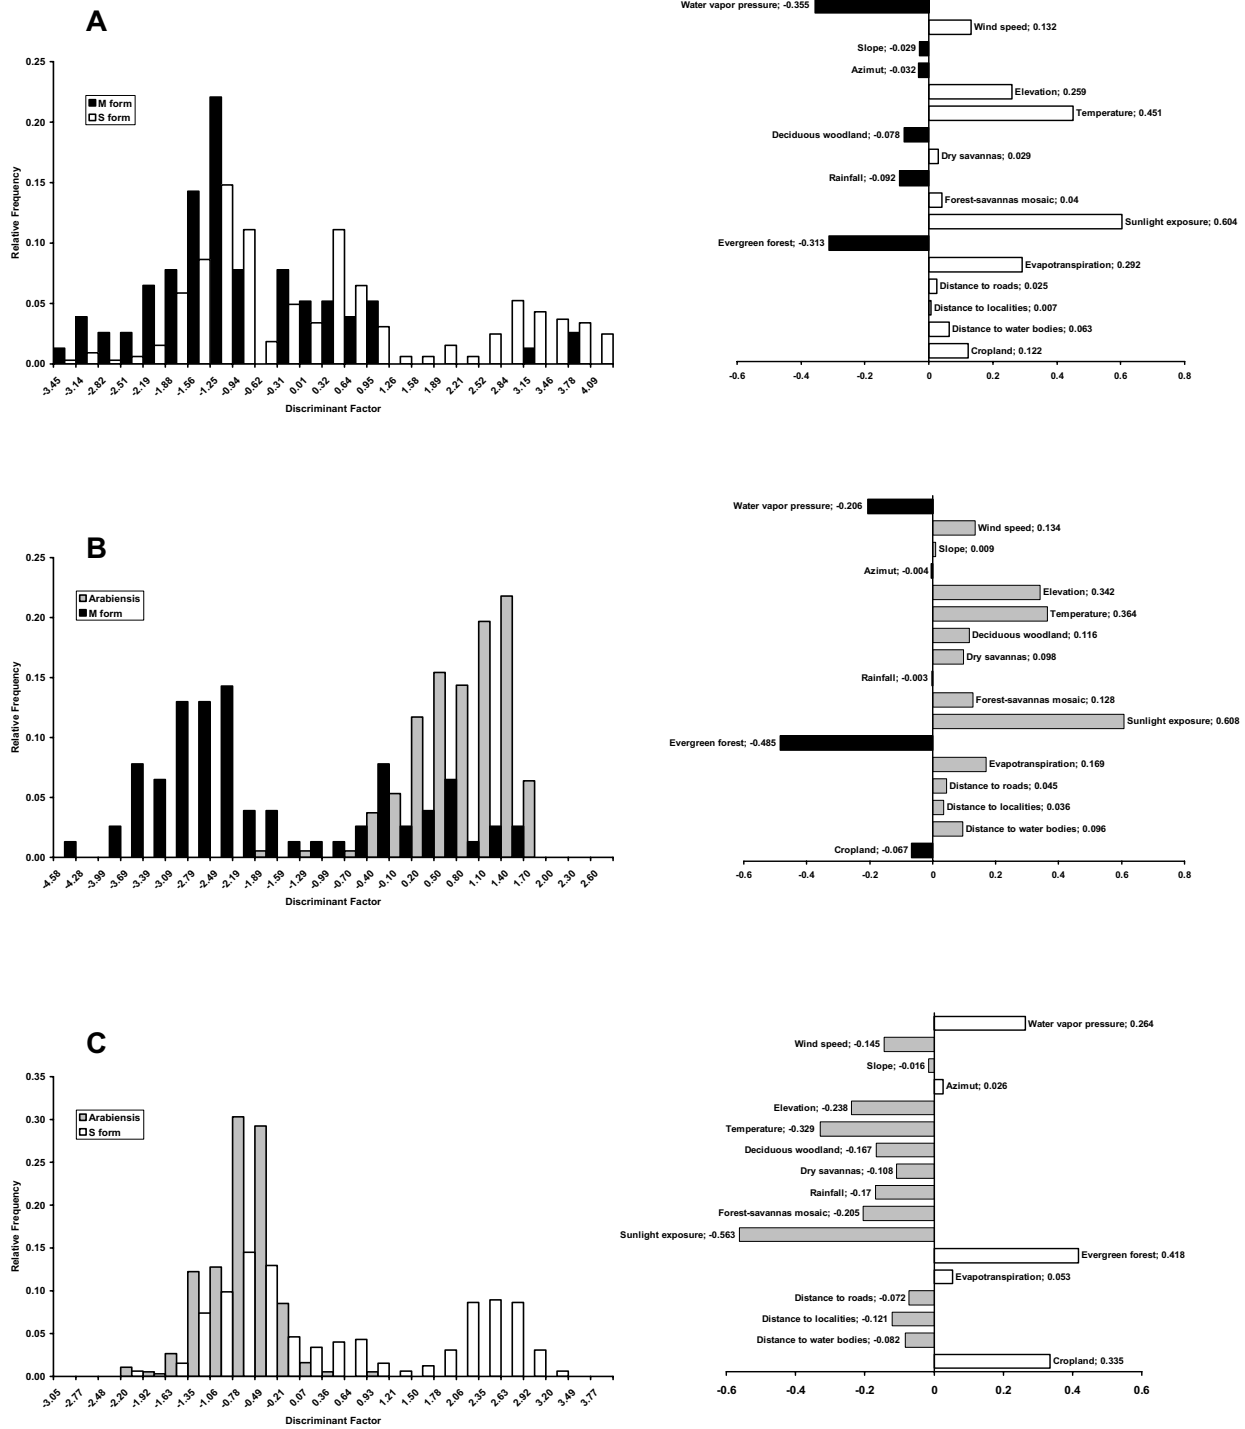 A
0.25
0.20
0.15
0.10
0.05
0.00
Relative Frequency
M form
S form
-3.45
-3.14
-2.82
-2.51
-2.19
-1.88
-1.56
-1.25
-0.94
-0.62
-0.31
0.01
0.32
0.64
0.95
1.26
1.58
1.89
2.21
2.52
2.84
3.15
3.46
3.78
4.09
Discriminant Factor
Water vapor pressure; -0.355
Wind speed; 0.132
Slope; -0.029
Azimut; -0.032
Elevation; 0.259
Temperature; 0.451
Deciduous woodland; -0.078
Dry savannas; 0.029
Rainfall; -0.092
Forest-savannas mosaic; 0.04
Sunlight exposure; 0.604
Evergreen forest; -0.313
Evapotranspiration; 0.292
Distance to roads; 0.025
Distance to localities; 0.007
Distance to water bodies; 0.063
Cropland; 0.122
-0.6 -0.4 -0.2 0 0.2 0.4 0.6 0.8
B
0.25
0.20
0.15
0.10
0.05
0.00
Relative Frequency
Arabiensis
M form
-4.58
-4.28
-3.99
-3.69
-3.39
-3.09
-2.79
-2.49
-2.19
-1.89
-1.59
-1.29
-0.99
-0.70
-0.40
-0.10
0.20
0.50
0.80
1.10
1.40
1.70
2.00
2.30
2.60
Discriminant Factor
Water vapor pressure; -0.206
Wind speed; 0.134
Slope; 0.009
Azimut; -0.004
Elevation; 0.342
Temperature; 0.364
Deciduous woodland; 0.116
Dry savannas; 0.098
Rainfall; -0.003
Forest-savannas mosaic; 0.128
Sunlight exposure; 0.608
Evergreen forest; -0.485
Evapotranspiration; 0.169
Distance to roads; 0.045
Distance to localities; 0.036
Distance to water bodies; 0.096
Cropland; -0.067
-0.6 -0.4 -0.2 0 0.2 0.4 0.6 0.8
C
0.35
0.30
0.25
0.20
0.15
0.10
0.05
0.00
Relative Frequency
Arabiensis
S form
-3.05
-2.77
-2.48
-2.20
-1.92
-1.63
-1.35
-1.06
-0.78
-0.49
-0.21
0.07
0.36
0.64
0.93
1.21
1.50
1.78
2.06
2.35
2.63
2.92
3.20
3.49
3.77
Discriminant Factor
Water vapor pressure; 0.264
Wind speed; -0.145
Slope; -0.016
Azimut; 0.026
Elevation; -0.238
Temperature; -0.329
Deciduous woodland; -0.167
Dry savannas; -0.108
Rainfall; -0.17
Forest-savannas mosaic; -0.205
Sunlight exposure; -0.563
Evergreen forest; 0.418
Evapotranspiration; 0.053
Distance to roads; -0.072
Distance to localities; -0.121
Distance to water bodies; -0.082
Cropland; 0.335
-0.6 -0.4 -0.2 0 0.2 0.4 0.6